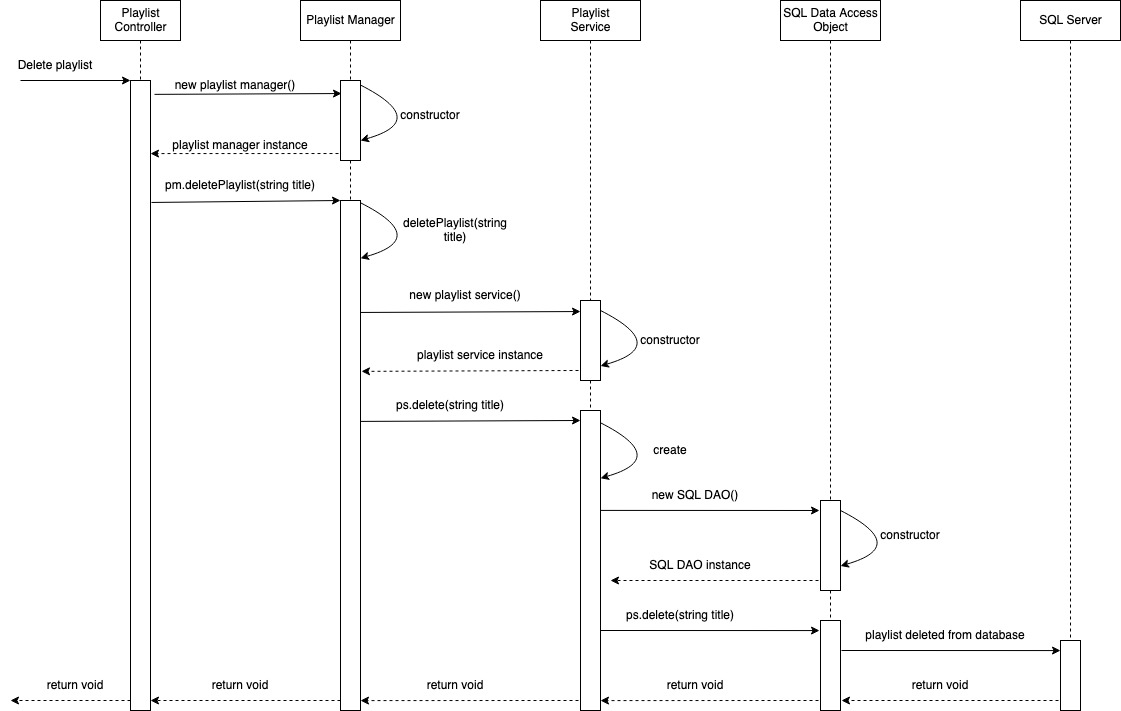 Playlist
Controller
Playlist Manager
Playlist
Service
SQL Data Access
Object
SQL Server
Delete playlist
new playlist manager()
constructor
playlist manager instance
pm.deletePlaylist(string title)
deletePlaylist(string
title)
new playlist service()
constructor
playlist service instance
ps.delete(string title)
create
new SQL DAO()
constructor
SQL DAO instance
ps.delete(string title)
playlist deleted from database
return void
return void
return void
return void
return void